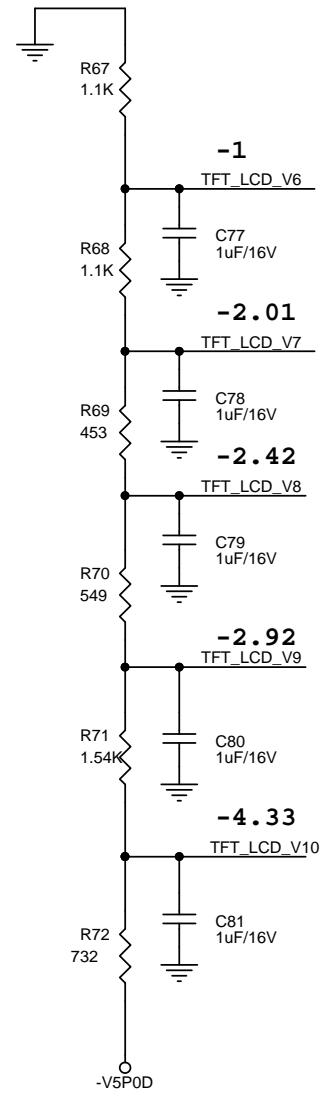 R67
1.1K
-1
TFT_LCD_V6
C77
1uF/16V
R68
1.1K
-2.01
TFT_LCD_V7
C78
1uF/16V
R69
453
-2.42
TFT_LCD_V8
C79
1uF/16V
R70
549
-2.92
TFT_LCD_V9
R71
1.54K
C80
1uF/16V
-4.33
TFT_LCD_V10
C81
1uF/16V
R72
732
-V5P0D